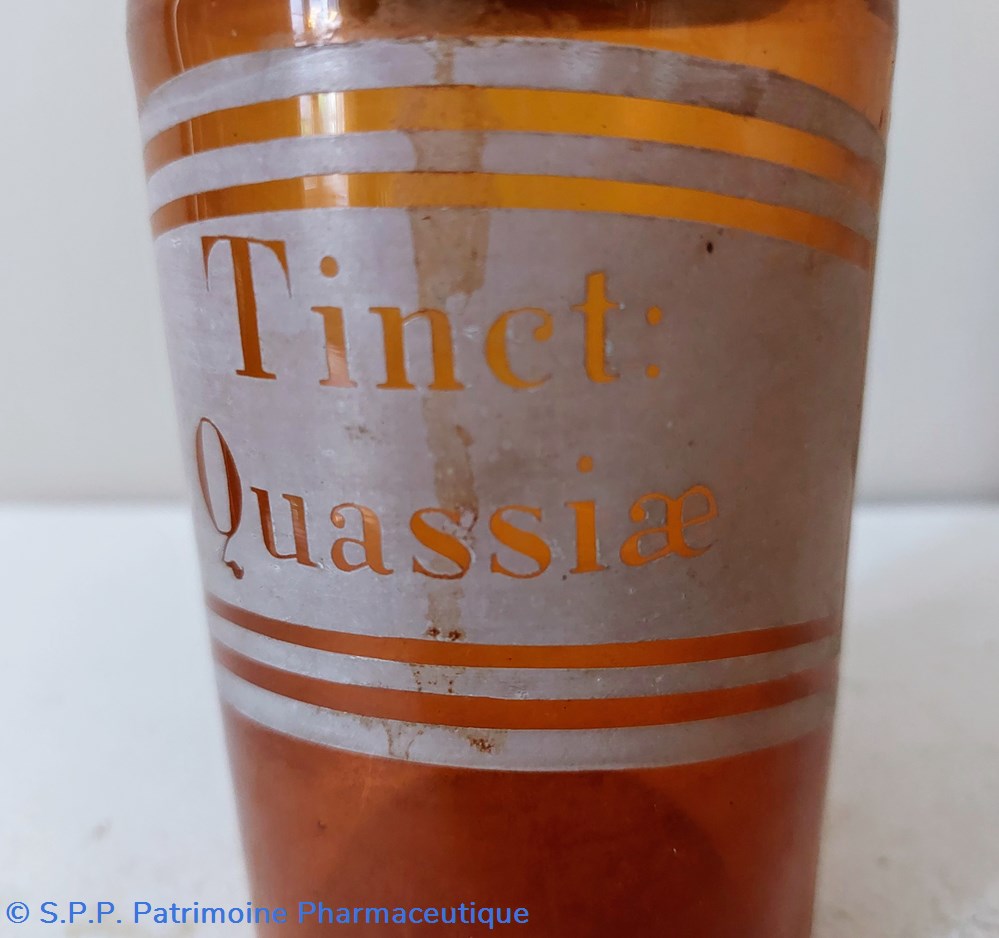 Tinct:
Quassiæ
© S.P.P. Patrimoine Pharmaceutique